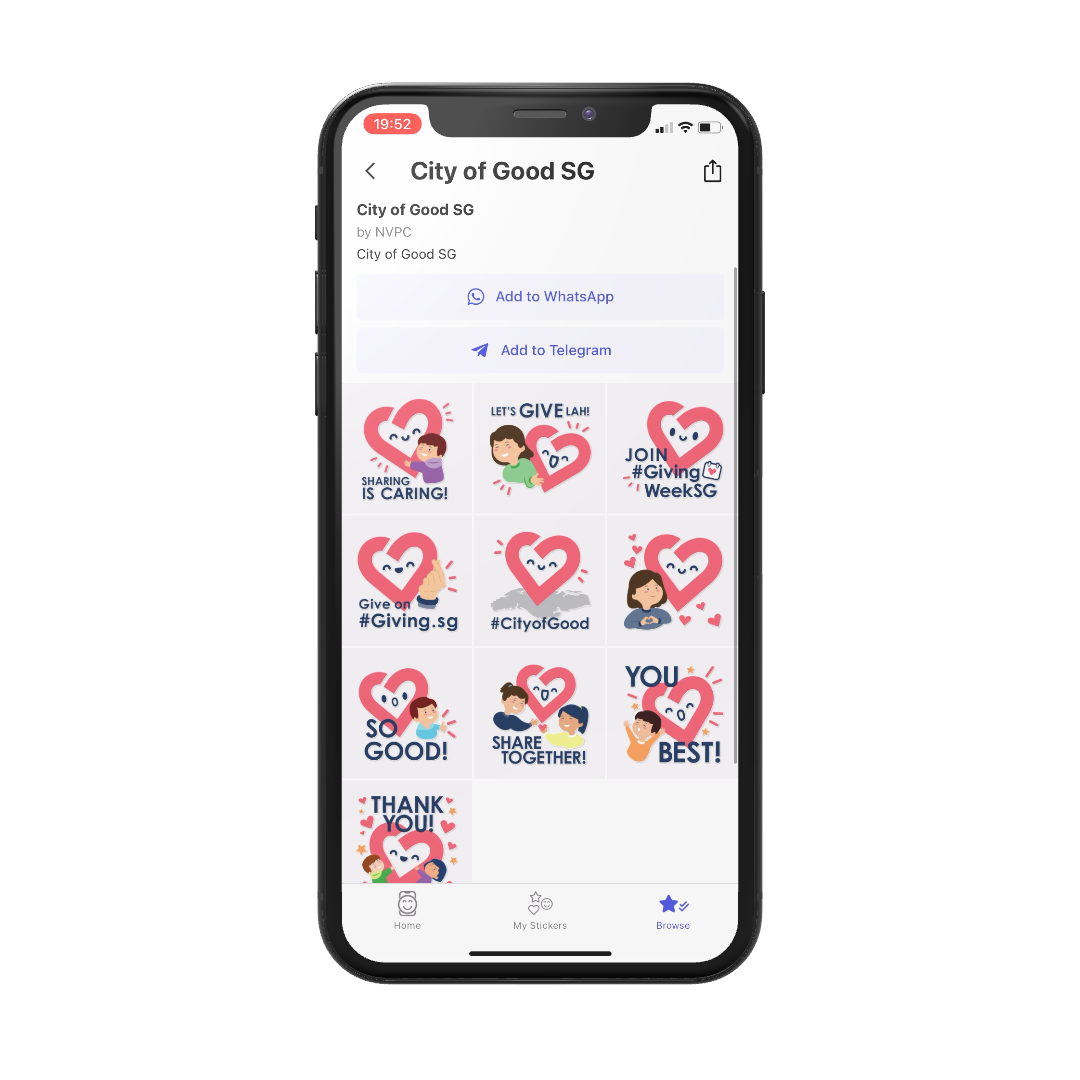 19:52
City of Good SG
City of Good SG
by NVPC
City of Good SG
Add to WhatsApp
Add to Telegram
SHARING
IS CARING!
LET'S GIVE LAH!
JOIN
#Giving
WeekSG
Give on
#Giving.sg
#CityofGood
SO
GOOD!
SHARE
TOGETHER!
YOU
BEST!
THANK
YOU!
Home
My Stickers
Browse